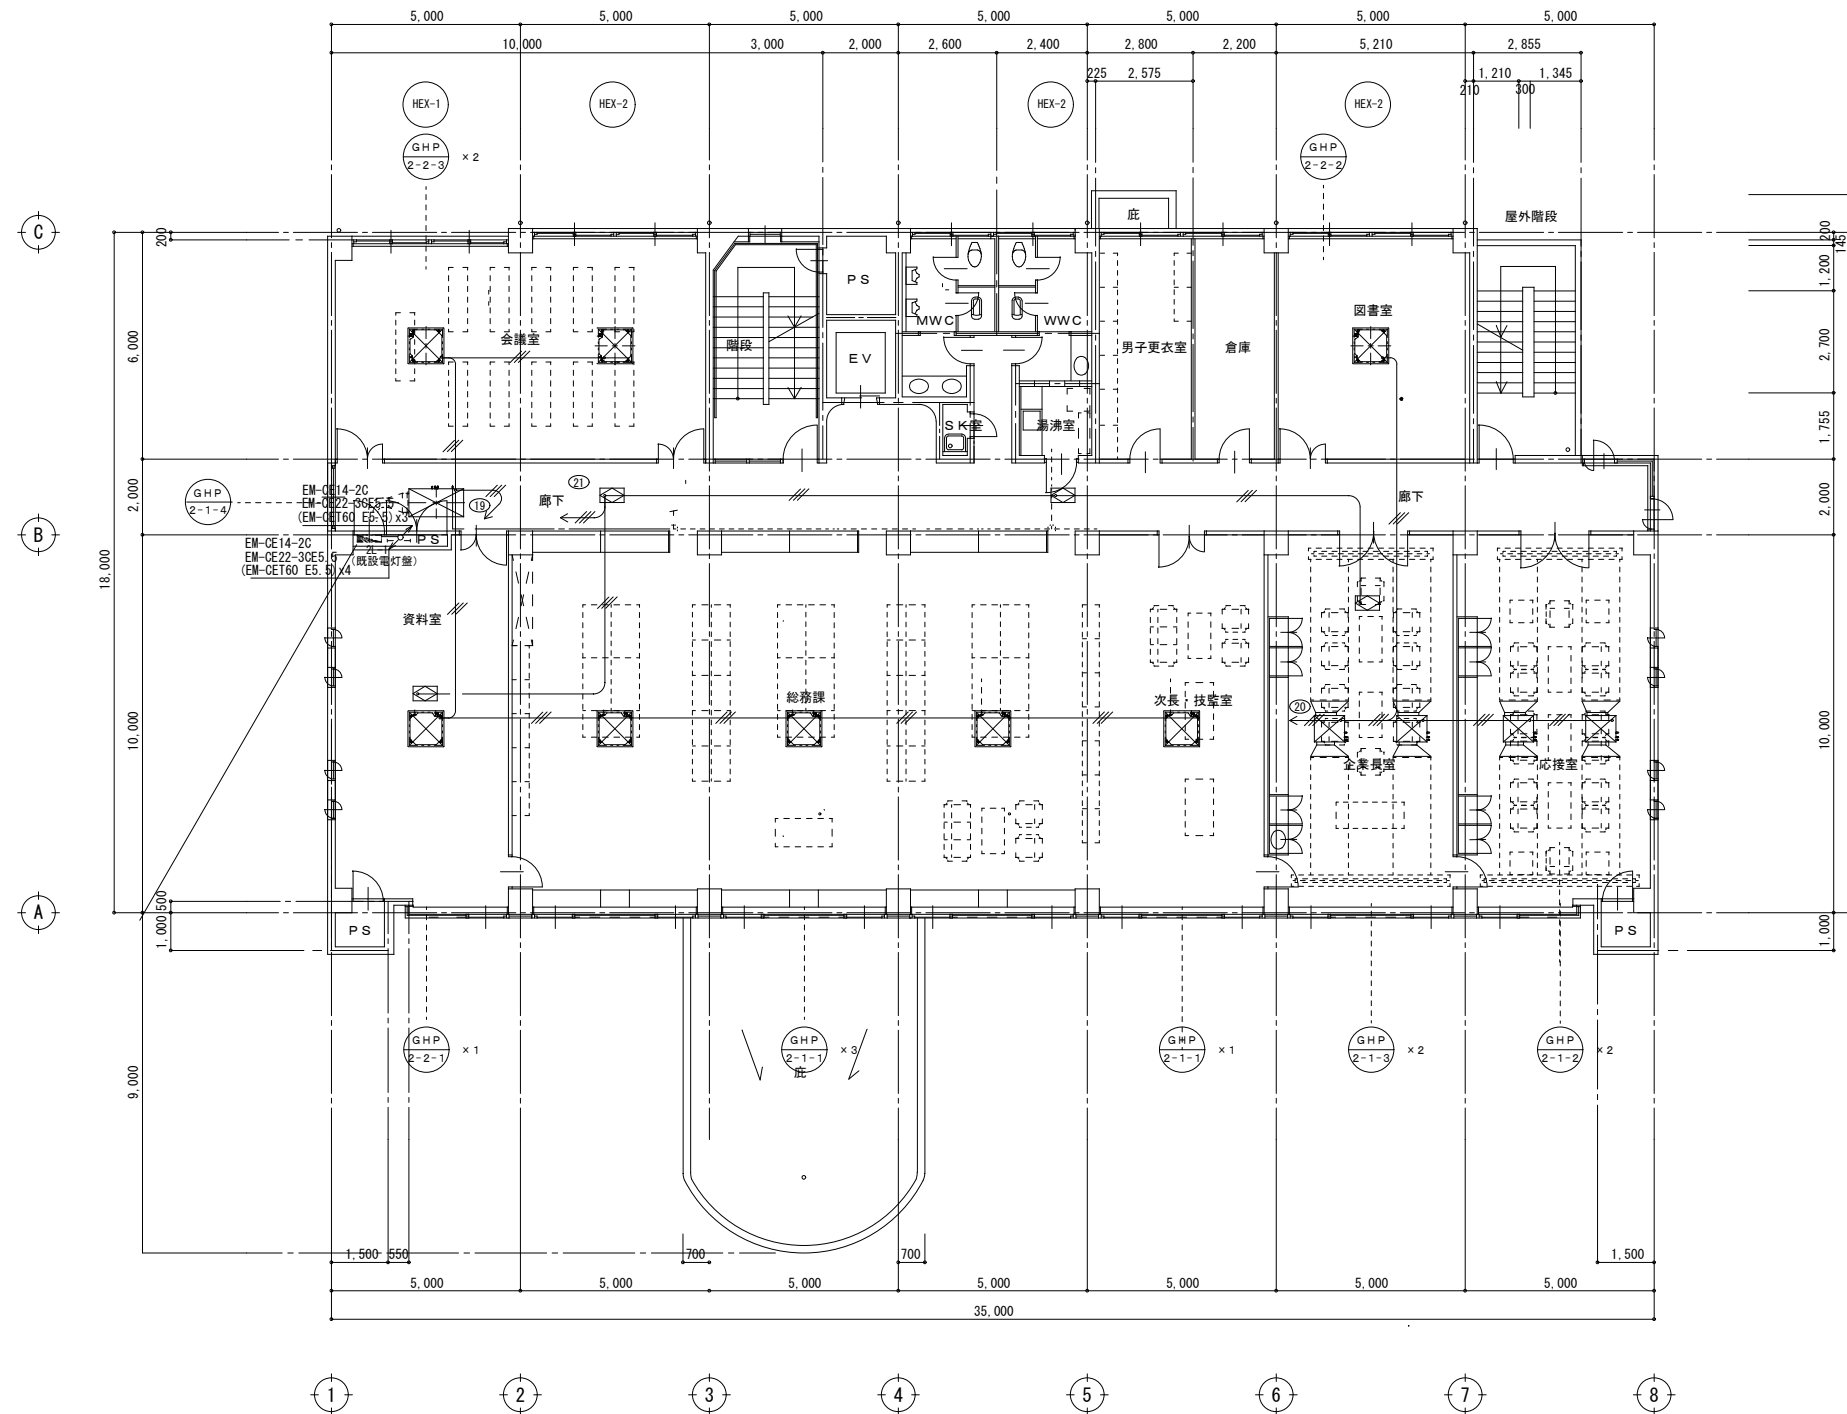 5,000 5,000 5,000 5,000 5,000 5,000 5,000
10,000 3,000 2,000 2,600 2,400 2,800 2,200 5,210 2,855
225 2,575 1,210 1,345
210 300
HEX-1 HEX-2 HEX-2 HEX-2
GHP
2-2-3
×2
GHP
2-2-2
C
200
庇
屋外階段
200
145
1,200
PS
MWC
WWC
図書室
会議室
階段
EV
男子更衣室
倉庫
6,000
2,700
SK室
湯沸室
1,755
GHP
2-1-4
EM-CE14-2C
EM-CE22-3CE5.5
(EM-CET60 E5.5)x3
19
21
廊下
廊下
2,000
2,000
B
PS
EM-CE14-2C
EM-CE22-3CE5.5
(EM-CET60 E5.5)x4
2L-1
(既設電灯盤)
18,000
資料室
総務課
次長・技監室
20
企業長室
応接室
10,000
10,000
A
500
1,000
PS
PS
1,000
GHP
2-2-1
×1
GHP
2-1-1
×3
GHP
2-1-1
×1
GHP
2-1-3
×2
GHP
2-1-2
×2
庇
9,000
1,500 550 700 700 1,500
5,000 5,000 5,000 5,000 5,000 5,000 5,000
35,000
1 2 3 4 5 6 7 8